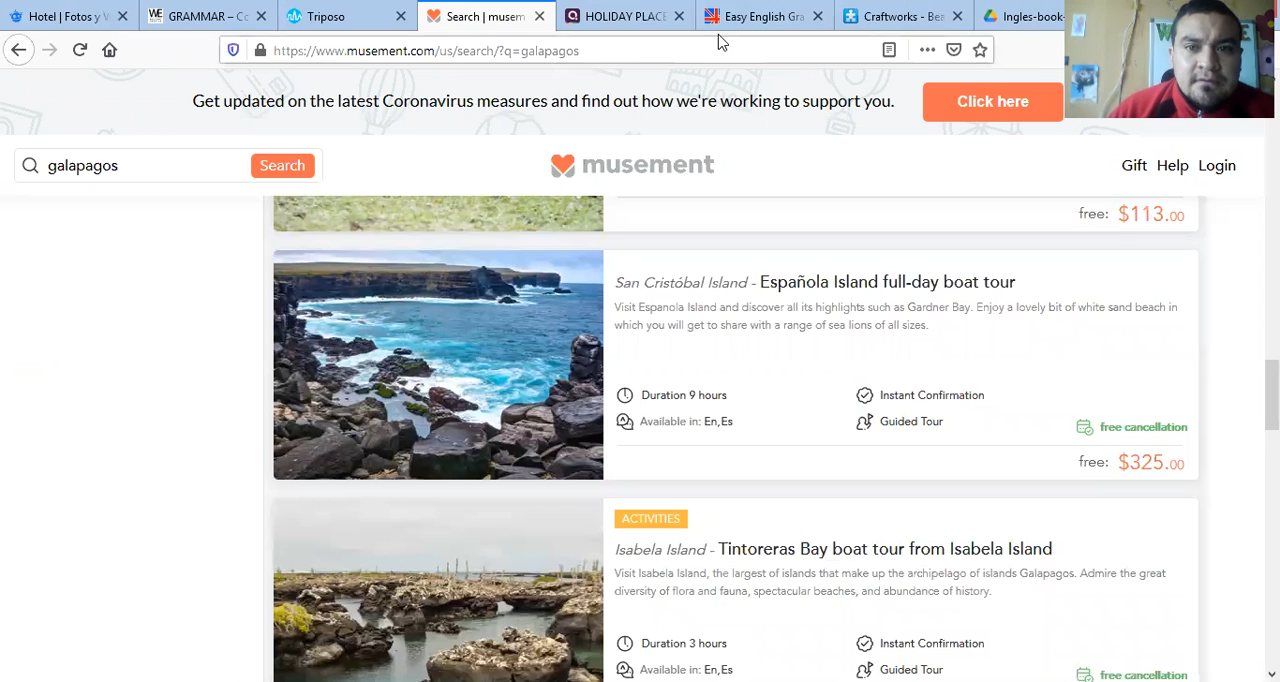 Hotel | Fotos y V
GRAMMAR – Co
Triposo
Search | musem
HOLIDAY PLACE
Easy English Gra
Craftworks - Bea
Ingles-book-
https://www.musement.com/us/search/?q=galapagos
Get updated on the latest Coronavirus measures and find out how we're working to support you.
Click here
galapagos
Search
musement
Gift Help Login
free: $113.00
San Cristóbal Island - Española Island full-day boat tour
Visit Espanola Island and discover all its highlights such as Gardner Bay. Enjoy a lovely bit of white sand beach in
which you will get to share with a range of sea lions of all sizes.
Duration 9 hours
Instant Confirmation
Available in: En,Es
Guided Tour
free cancellation
free: $325.00
ACTIVITIES
Isabela Island - Tintoreras Bay boat tour from Isabela Island
Visit Isabela Island, the largest of islands that make up the archipelago of islands Galapagos. Admire the great
diversity of flora and fauna, spectacular beaches, and abundance of history.
Duration 3 hours
Instant Confirmation
Available in: En,Es
Guided Tour
free cancellation